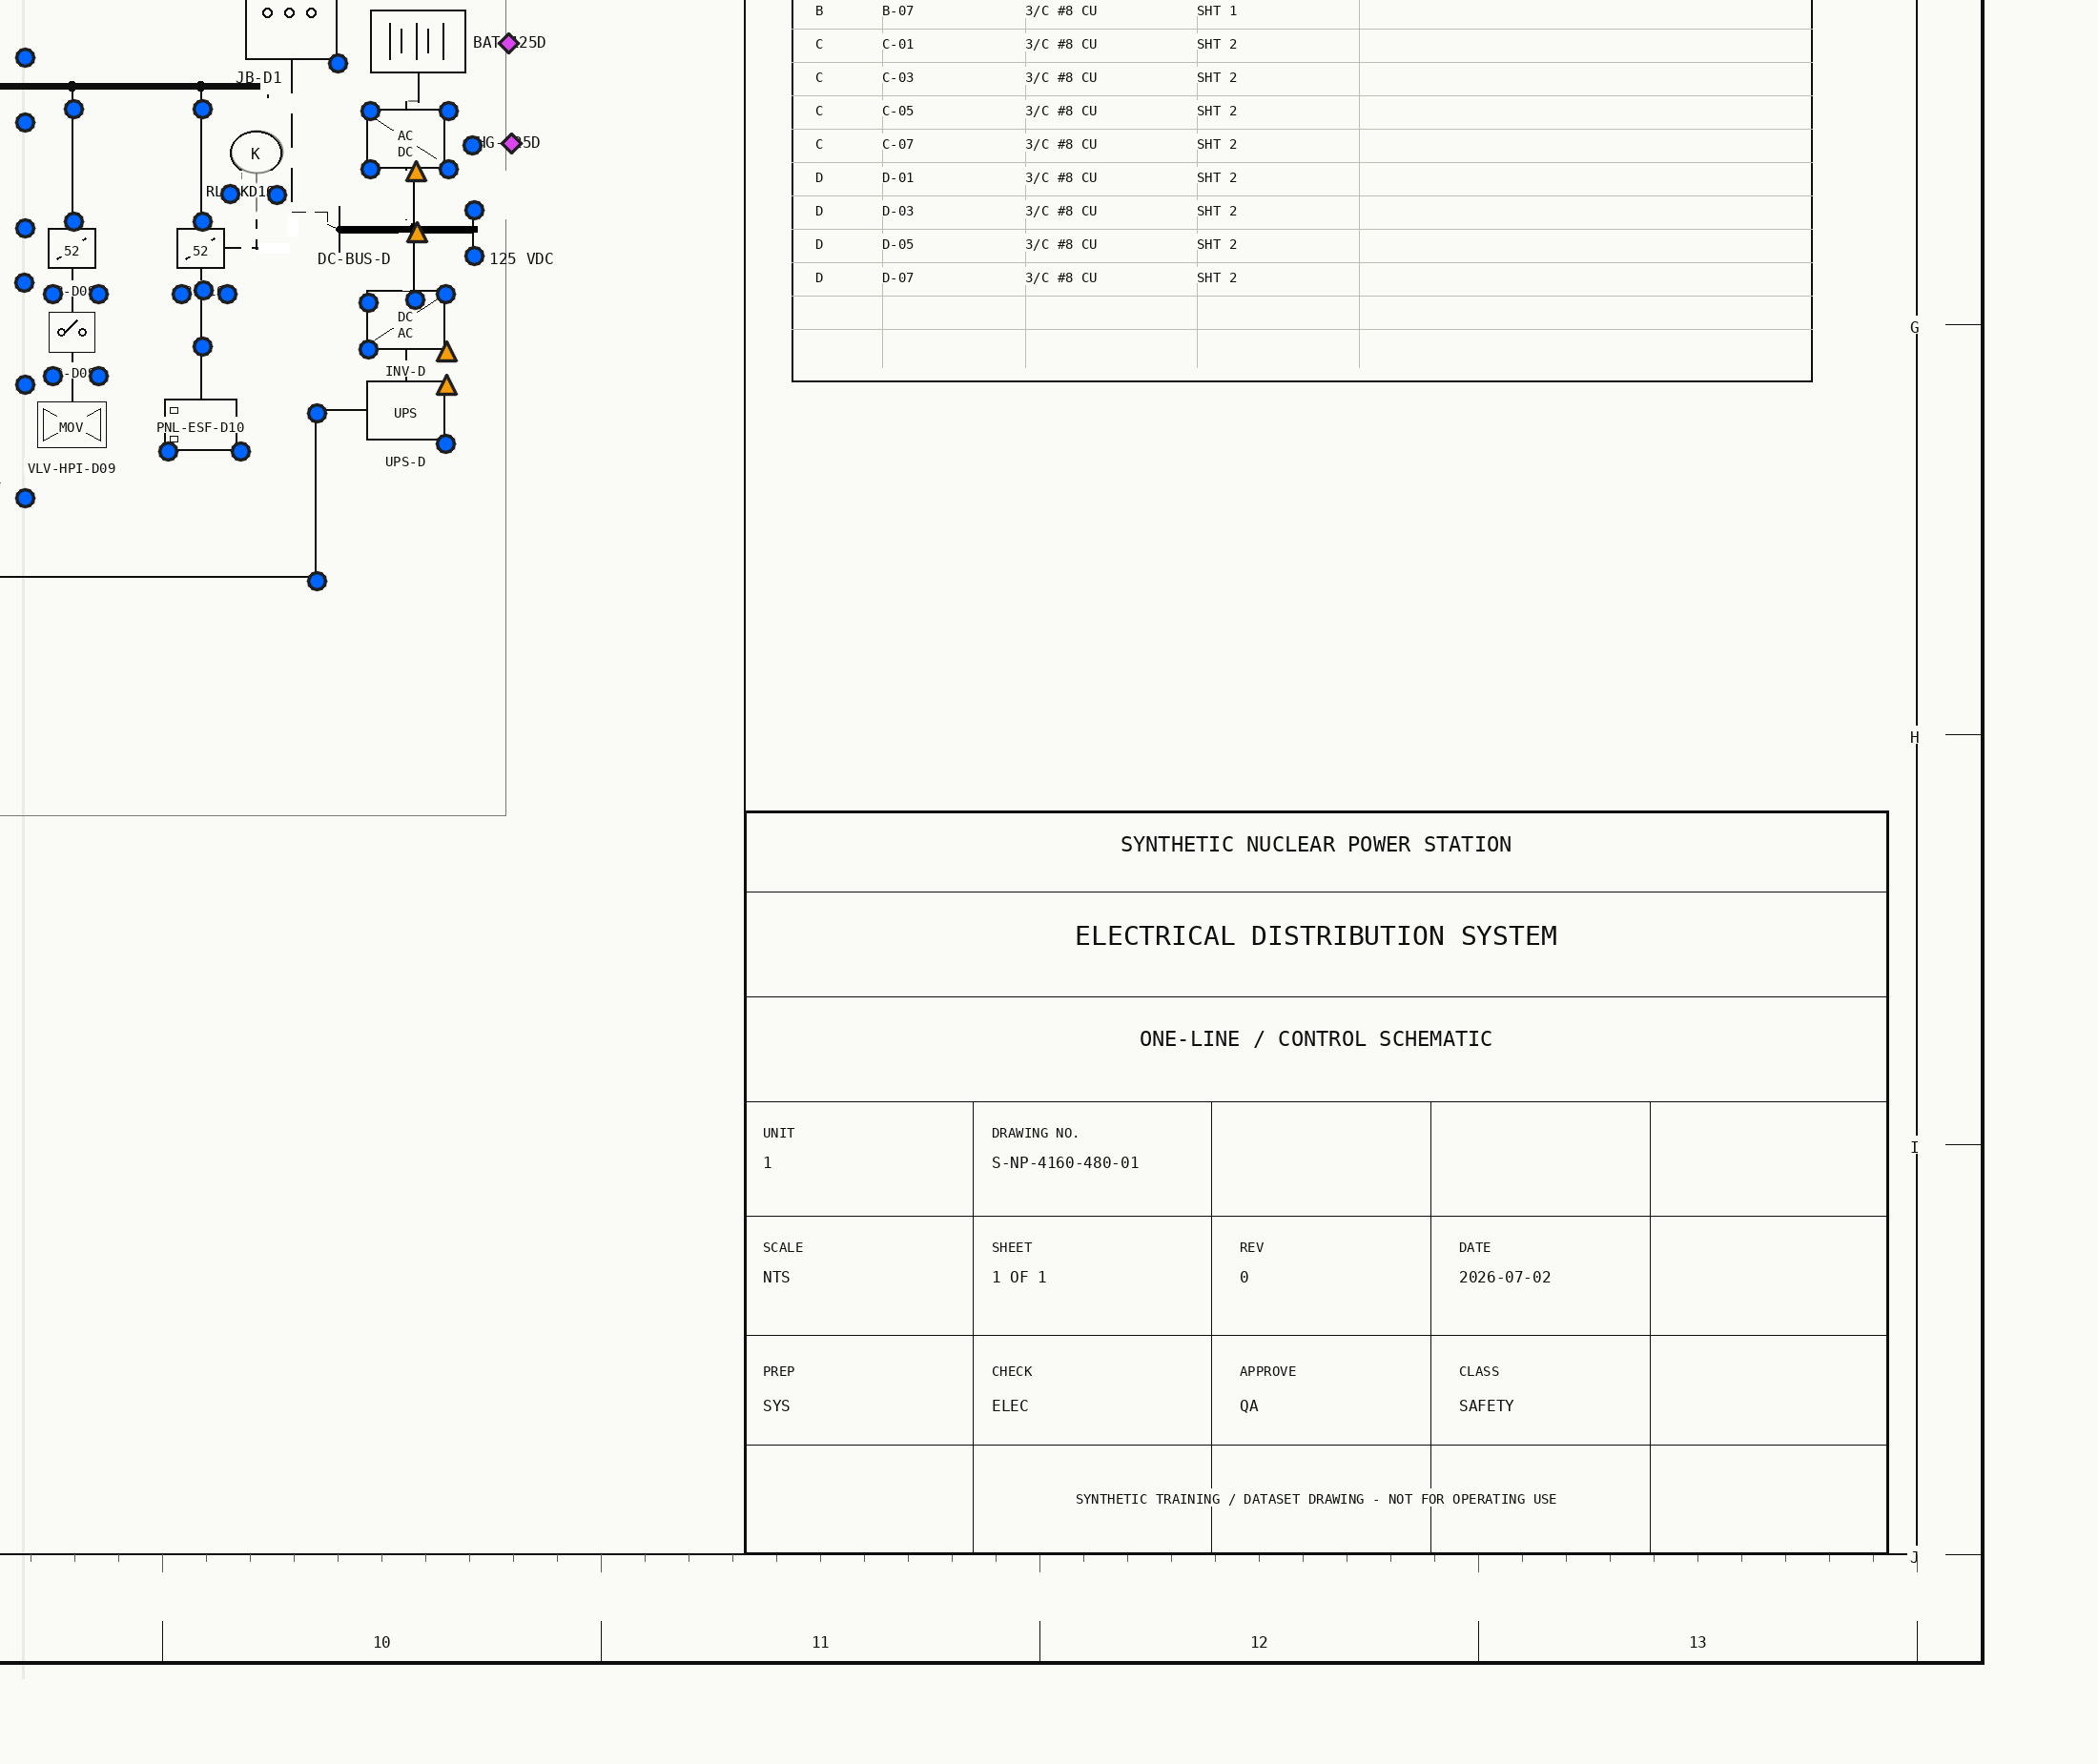 B B-07 3/C #8 CU SHT 1
C C-01 3/C #8 CU SHT 2
C C-03 3/C #8 CU SHT 2
C C-05 3/C #8 CU SHT 2
C C-07 3/C #8 CU SHT 2
D D-01 3/C #8 CU SHT 2
D D-03 3/C #8 CU SHT 2
D D-05 3/C #8 CU SHT 2
D D-07 3/C #8 CU SHT 2
JB-D1
AC
DC
K
52
52
DC-BUS-D
125 VDC
DC
AC
INV-D
UPS
UPS-D
MOV
PNL-ESF-D10
VLV-HPI-D09
G
H
I
J
SYNTHETIC NUCLEAR POWER STATION
ELECTRICAL DISTRIBUTION SYSTEM
ONE-LINE / CONTROL SCHEMATIC
UNIT DRAWING NO.
1 S-NP-4160-480-01
SCALE SHEET REV DATE
NTS 1 OF 1 0 2026-07-02
PREP CHECK APPROVE CLASS
SYS ELEC QA SAFETY
SYNTHETIC TRAINING / DATASET DRAWING - NOT FOR OPERATING USE
10 11 12 13